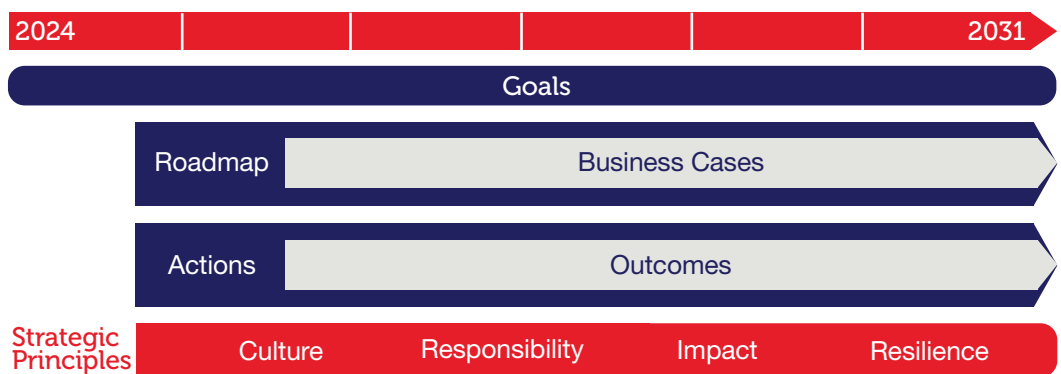 2024 2031
Goals
Roadmap Business Cases
Actions Outcomes
Strategic
Principles
Culture Responsibility Impact Resilience